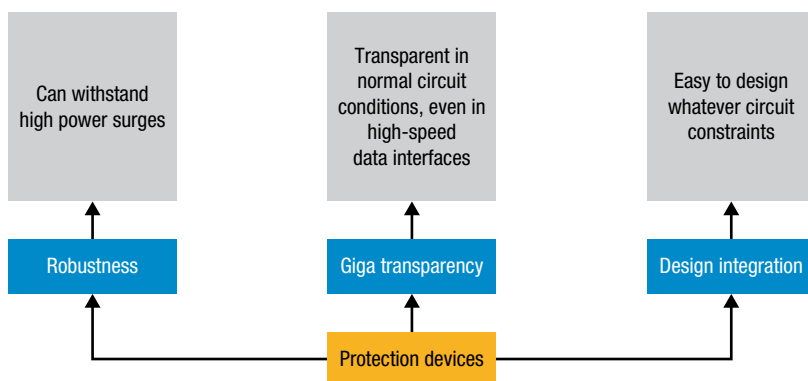 Can withstand
high power surges
Transparent in
normal circuit
conditions, even in
high-speed
data interfaces
Easy to design
whatever circuit
constraints
Robustness
Giga transparency
Design integration
Protection devices